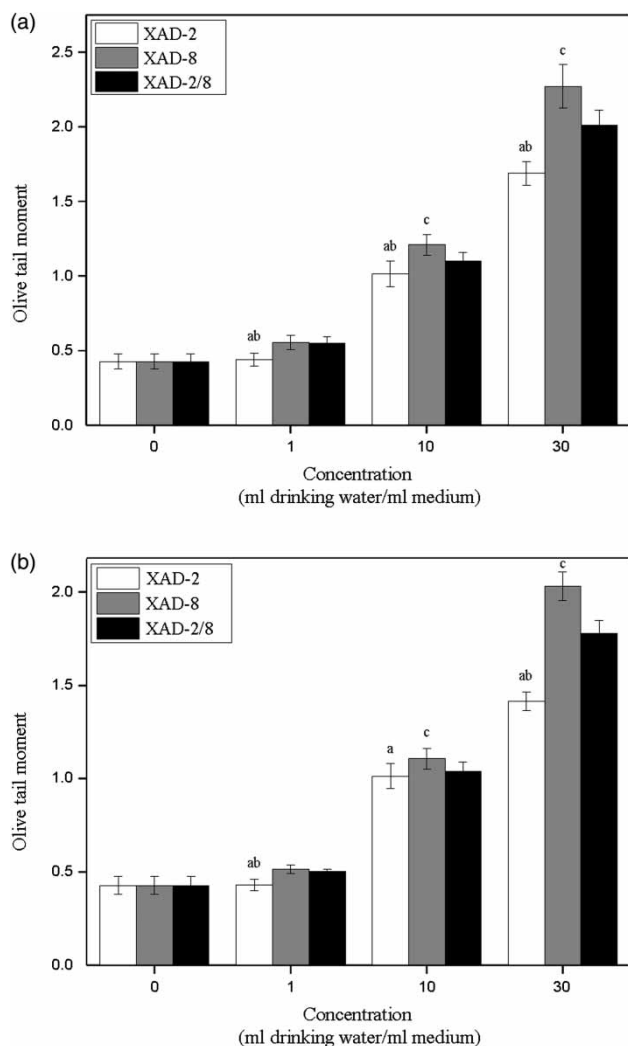 (a)
XAD-2
XAD-8
XAD-2/8
2.5
2.0
1.5
1.0
0.5
0.0
Olive tail moment
ab
ab
c
ab
c
0
1
10
30
Concentration
(ml drinking water/ml medium)
(b)
XAD-2
XAD-8
XAD-2/8
2.0
1.5
1.0
0.5
0.0
Olive tail moment
ab
a
c
ab
c
0
1
10
30
Concentration
(ml drinking water/ml medium)